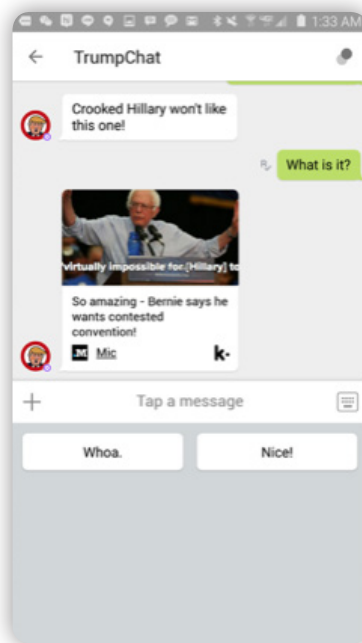 1:33 AM
TrumpChat
Crooked Hillary won't like
this one!
What is it?
virtually impossible for [Hillary] to
So amazing - Bernie says he
wants contested
convention!
.M Mic k·
Tap a message
Whoa. Nice!